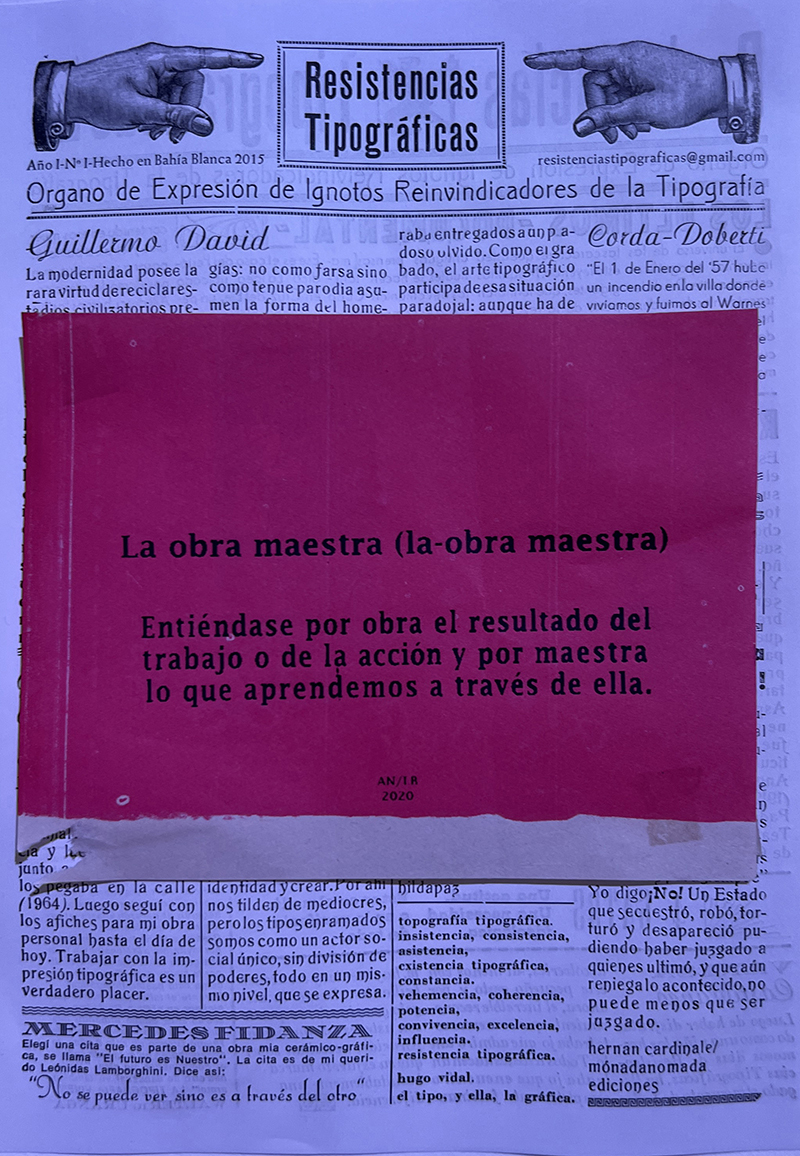 Resistencias
Tipográficas
Año I-Nº I-Hecho en Bahía Blanca 2015
resistenciastipograficas@gmail.com
Organo de Expresión de Ignotos Reinvindicadores de la Tipografía
Guillermo David
La modernidad posee la
rara virtud de reciclar es-
tadios civilizatorios pre-
gías: no como farsa sino
como tenue parodia asu-
men la forma del home-
raba entregados a un pa-
doso olvido. Como el gra
bado, el arte tipográfico
participa de esa situación
paradojal: aunque ha de
Corda-Doberti
"El 1 de Enero del '57 hubo
un incendio en la villa donde
vivíamos y fuimos al Warnes
La obra maestra (la-obra maestra)
Entiéndase por obra el resultado del
trabajo o de la acción y por maestra
lo que aprendemos a través de ella.
AN/LR
2020
junto
los pegaba en la calle
(1964). Luego seguí con
los afiches para mi obra
personal hasta el día de
hoy. Trabajar con la im-
presión tipográfica es un
verdadero placer.
identidad y crear. Por ahí
nos tilden de mediocres,
pero los tipos enramados
somos como un actor so-
cial único, sin división de
poderes, todo en un mis-
mo nivel, que se expresa.
hildapaz
topografía tipográfica.
insistencia, consistencia,
asistencia,
existencia tipográfica,
constancia.
vehemencia, coherencia,
potencia,
convivencia, excelencia,
influencia.
resistencia tipográfica.
hugo vidal.
el tipo, y ella, la gráfica.
Yo digo ¡No! Un Estado
que secuestró, robó, tor-
turó y desapareció pu-
diendo haber juzgado a
quienes ultimó, y que aún
reniega lo acontecido, no
puede menos que ser
juzgado.
hernan cardinale/
mónadanomada
ediciones
MERCEDES FIDANZA
Elegí una cita que es parte de una obra mia cerámico-gráfi-
ca, se llama "El futuro es Nuestro". La cita es de mi queri-
do Leónidas Lamborghini. Dice así:
"No se puede ver sino es a través del otro"